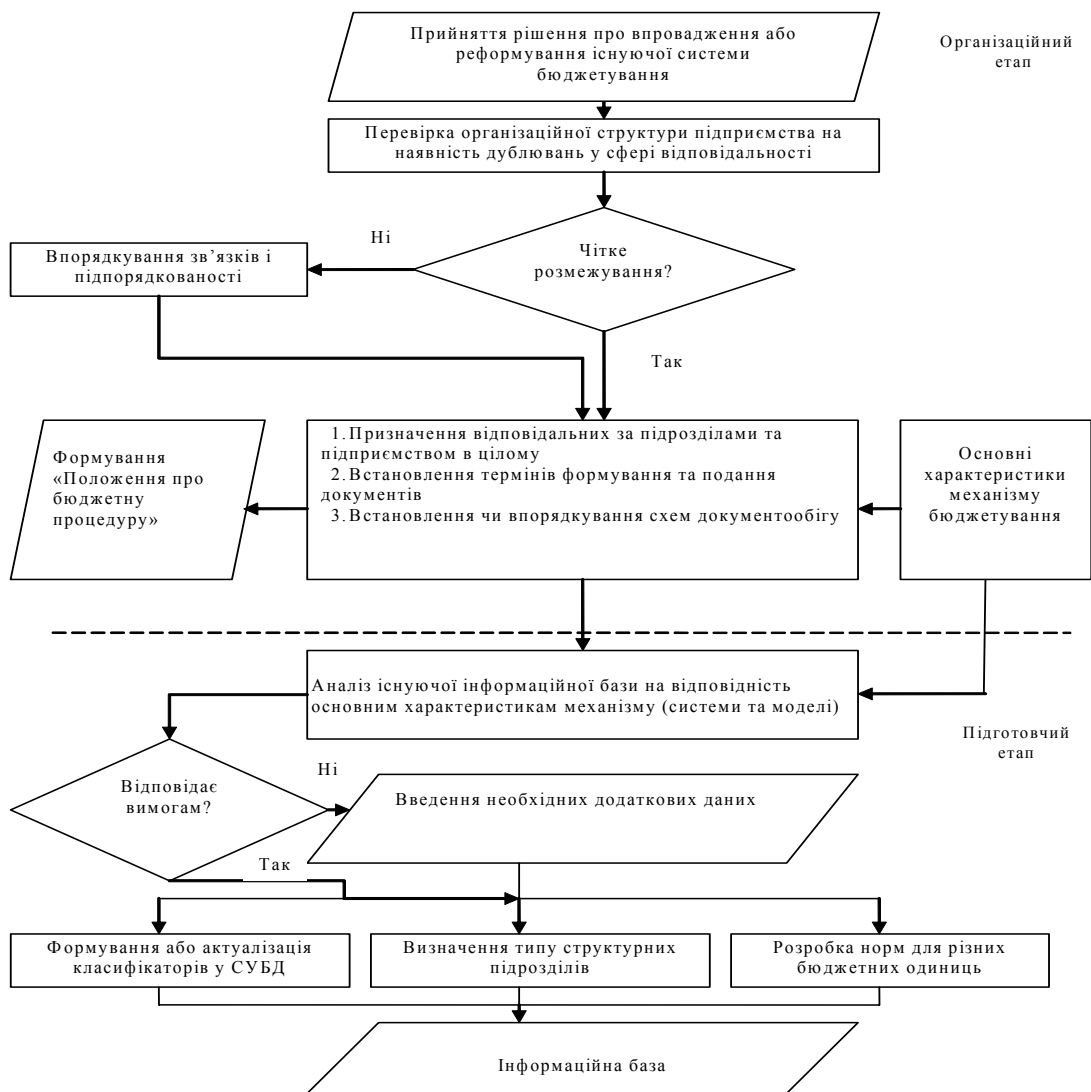 Прийняття рішення про впровадження або
реформування існуючої системи
бюджетування
Організаційний
етап
Перевірка організаційної структури підприємства на
наявність дублювань у сфері відповідальності
Ні
Чітке
розмежування?
Впорядкування зв’язків і
підпорядкованості
Так
Формування
«Положення про
бюджетну
процедуру»
1.Призначення відповідальних за підрозділами та
підприємством в цілому
2.Встановлення термінів формування та подання
документів
3.Встановлення чи впорядкування схем документообігу
Основні
характеристики
механізму
бюджетування
Аналіз існуючої інформаційної бази на відповідність
основним характеристикам механізму (системи та моделі)
Підготовчий
етап
Відповідає
вимогам?
Ні
Введення необхідних додаткових даних
Так
Формування або актуалізація
класифікаторів у СУБД
Визначення типу структурних
підрозділів
Розробка норм для різних
бюджетних одиниць
Інформаційна база